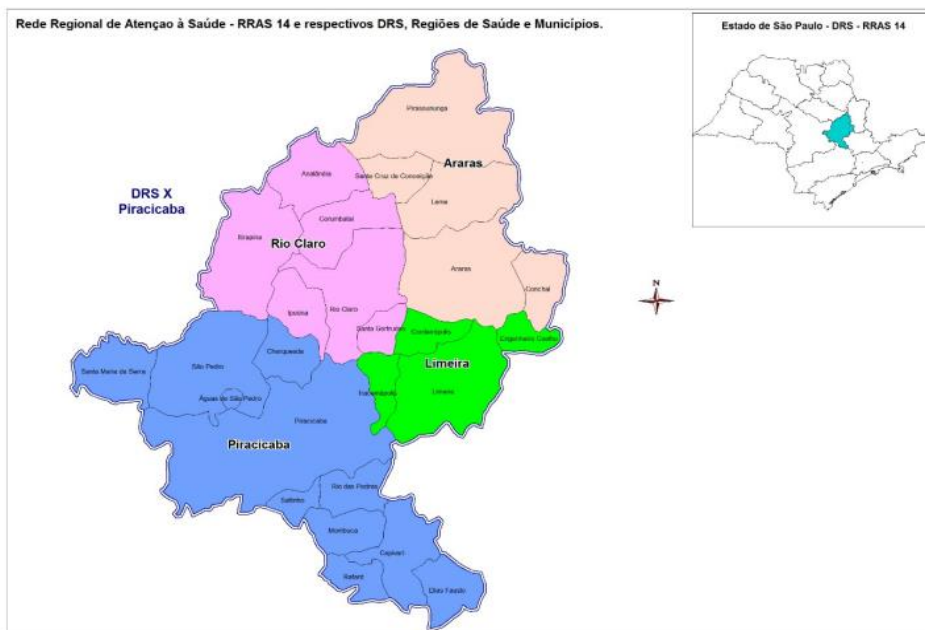 Rede Regional de Atençao à Saúde - RRAS 14 e respectivos DRS, Regiões de Saúde e Municípios.
Estado de São Paulo - DRS - RRAS 14
DRS X
Piracicaba
Pirassununga
Araras
Santa Cruz da Conceição
Leme
Analândia
Corumbataí
Itirapina
Rio Claro
Araras
Conchal
Ipeúna
Rio Claro
Santa Gertrudes
Cordeirópolis
Engenheiro Coelho
Limeira
Iracemápolis
Limeira
Charqueada
São Pedro
Santa Maria da Serra
Águas de São Pedro
Piracicaba
Piracicaba
Rio das Pedras
Saltinho
Mombuca
Capivari
Rafard
Elias Fausto
N